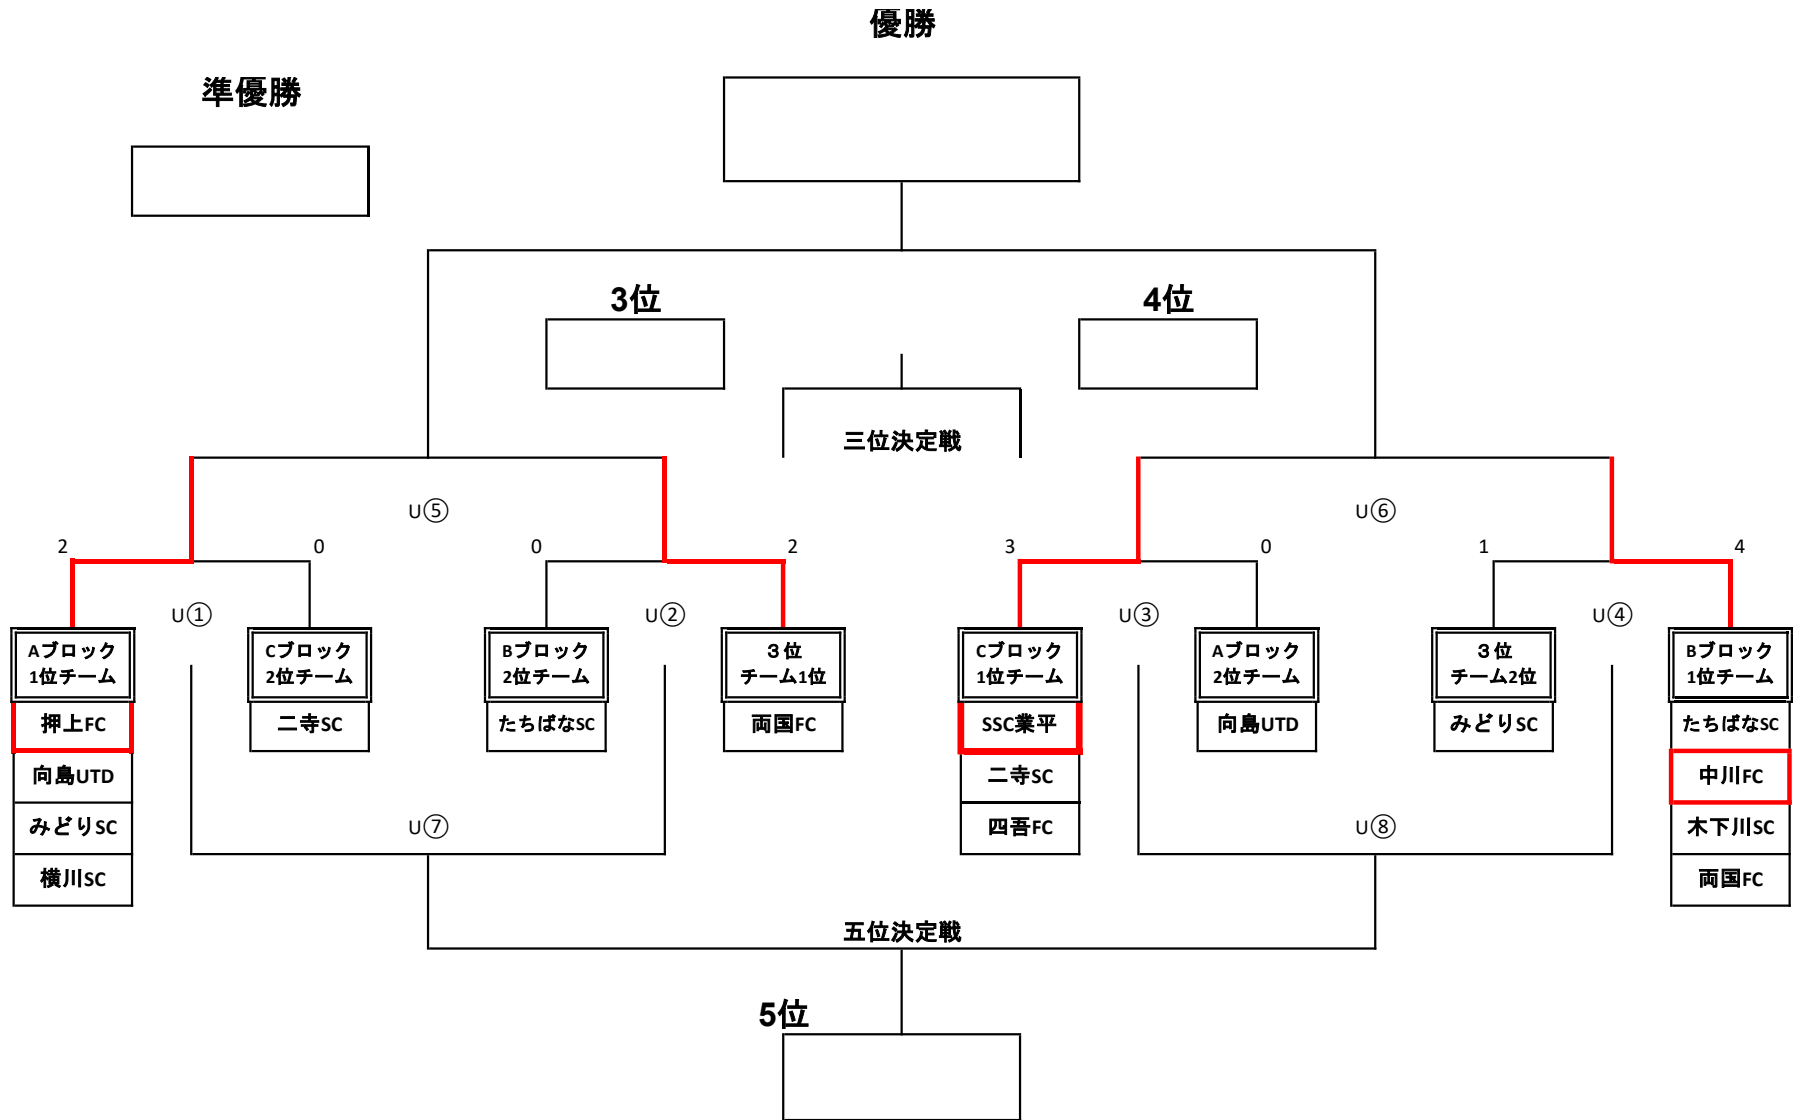 優勝
準優勝
3位
4位
三位決定戦
U⑤
U⑥
2
0
0
2
3
0
1
4
U①
U②
U③
U④
Aブロック
1位チーム
Cブロック
2位チーム
Bブロック
2位チーム
3位
チーム1位
Cブロック
1位チーム
Aブロック
2位チーム
3位
チーム2位
Bブロック
1位チーム
押上FC
二寺SC
たちばなSC
両国FC
SSC業平
向島UTD
みどりSC
たちばなSC
向島UTD
二寺SC
中川FC
みどりSC
U⑦
四吾FC
U⑧
木下川SC
横川SC
両国FC
五位決定戦
5位